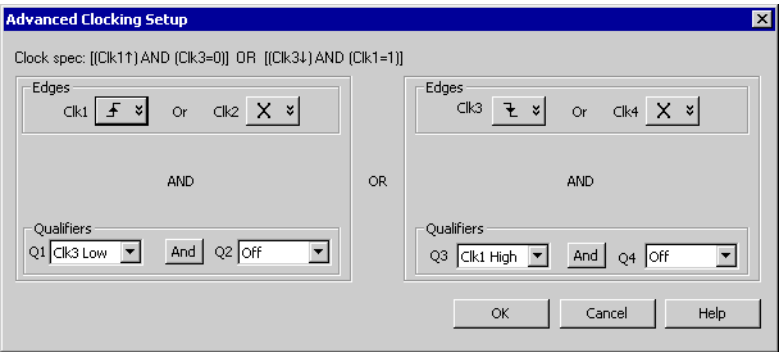 Advanced Clocking Setup
Clock spec: [(Clk1↑) AND (Clk3=0)] OR [(Clk3↓) AND (Clk1=1)]
Edges
Clk1 Or Clk2 X
AND
Qualifiers
Q1 Clk3 Low And Q2 Off
OR
Edges
Clk3 Or Clk4 X
AND
Qualifiers
Q3 Clk1 High And Q4 Off
OK Cancel Help